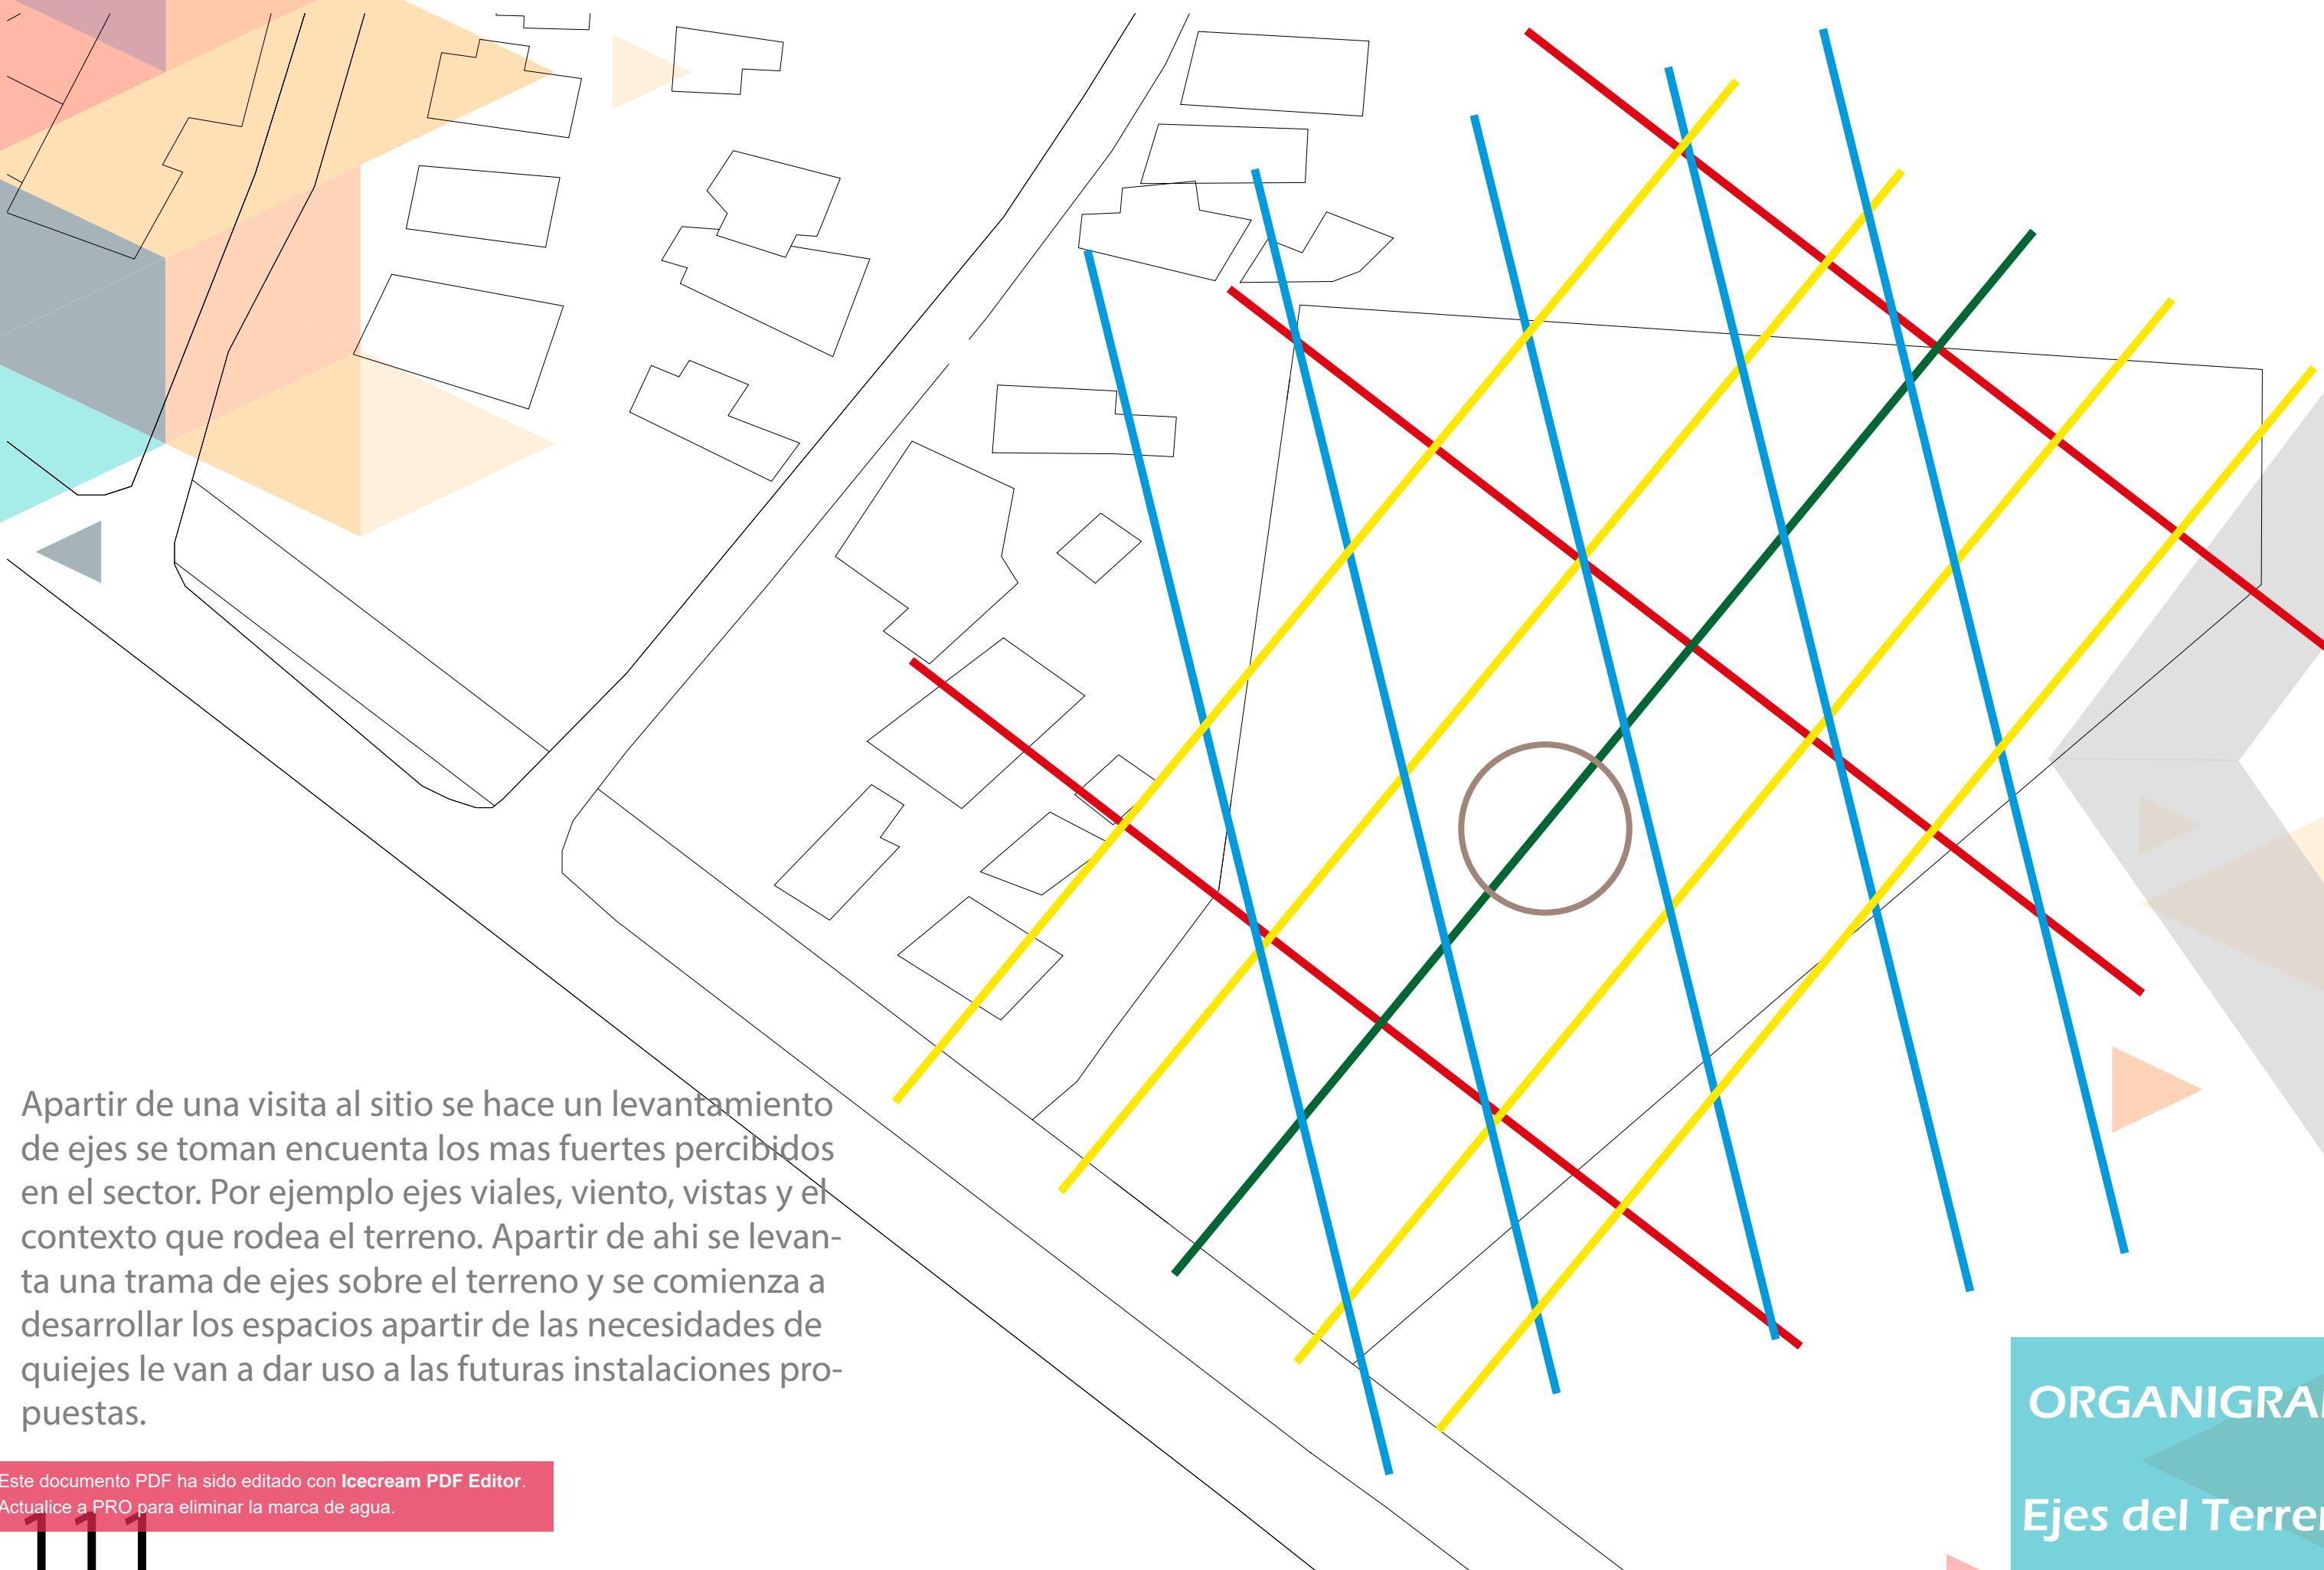 Apartir de una visita al sitio se hace un levantamiento
de ejes se toman encuenta los mas fuertes percibidos
en el sector. Por ejemplo ejes viales, viento, vistas y el
contexto que rodea el terreno. Apartir de ahi se levan-
ta una trama de ejes sobre el terreno y se comienza a
desarrollar los espacios apartir de las necesidades de
quiejes le van a dar uso a las futuras instalaciones pro-
puestas.
Este documento PDF ha sido editado con Icecream PDF Editor.
Actualice a PRO para eliminar la marca de agua.
111
Ejes del